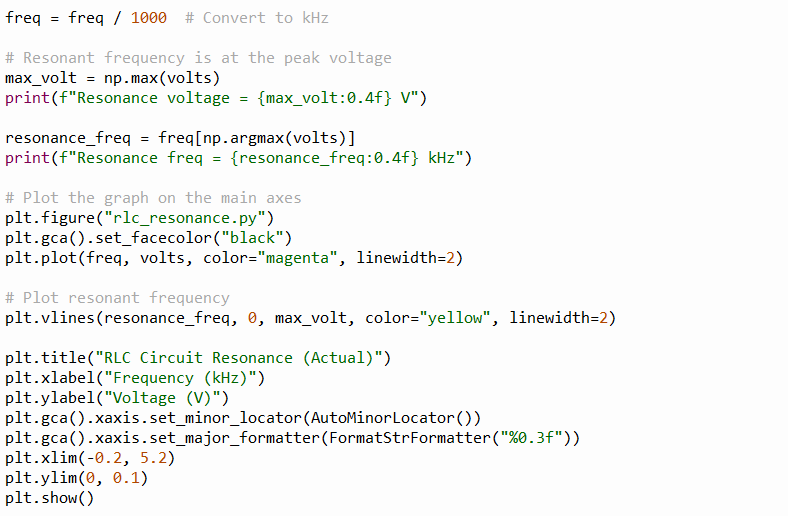 freq = freq / 1000  # Convert to kHz
# Resonant frequency is at the peak voltage
max_volt = np.max(volts)
print(f"Resonance voltage = {max_volt:0.4f} V")
resonance_freq = freq[np.argmax(volts)]
print(f"Resonance freq = {resonance_freq:0.4f} kHz")
# Plot the graph on the main axes
plt.figure("rlc_resonance.py")
plt.gca().set_facecolor("black")
plt.plot(freq, volts, color="magenta", linewidth=2)
# Plot resonant frequency
plt.vlines(resonance_freq, 0, max_volt, color="yellow", linewidth=2)
plt.title("RLC Circuit Resonance (Actual)")
plt.xlabel("Frequency (kHz)")
plt.ylabel("Voltage (V)")
plt.gca().xaxis.set_minor_locator(AutoMinorLocator())
plt.gca().xaxis.set_major_formatter(FormatStrFormatter("%0.3f"))
plt.xlim(-0.2, 5.2)
plt.ylim(0, 0.1)
plt.show()